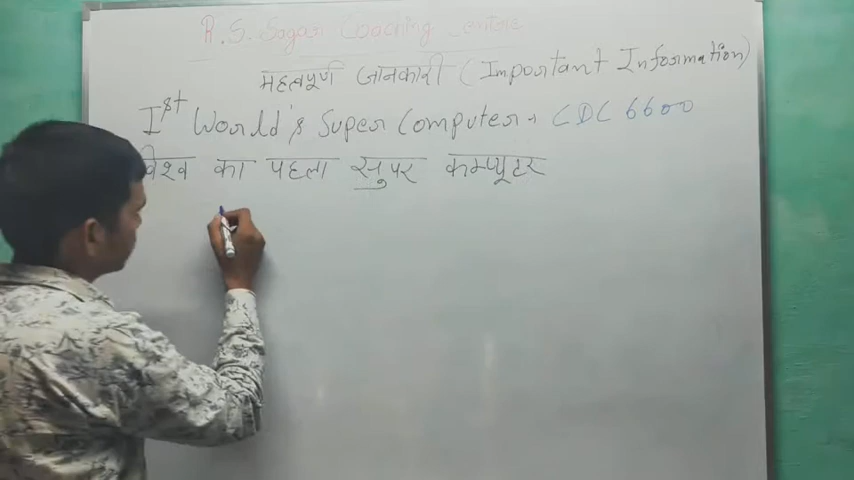 R.S. Sagar Coaching Centre
महत्वपूर्ण जानकारी (Important Information)
Ist World's Super Computer → CDC 6600
विश्व का पहला सुपर कम्प्यूटर